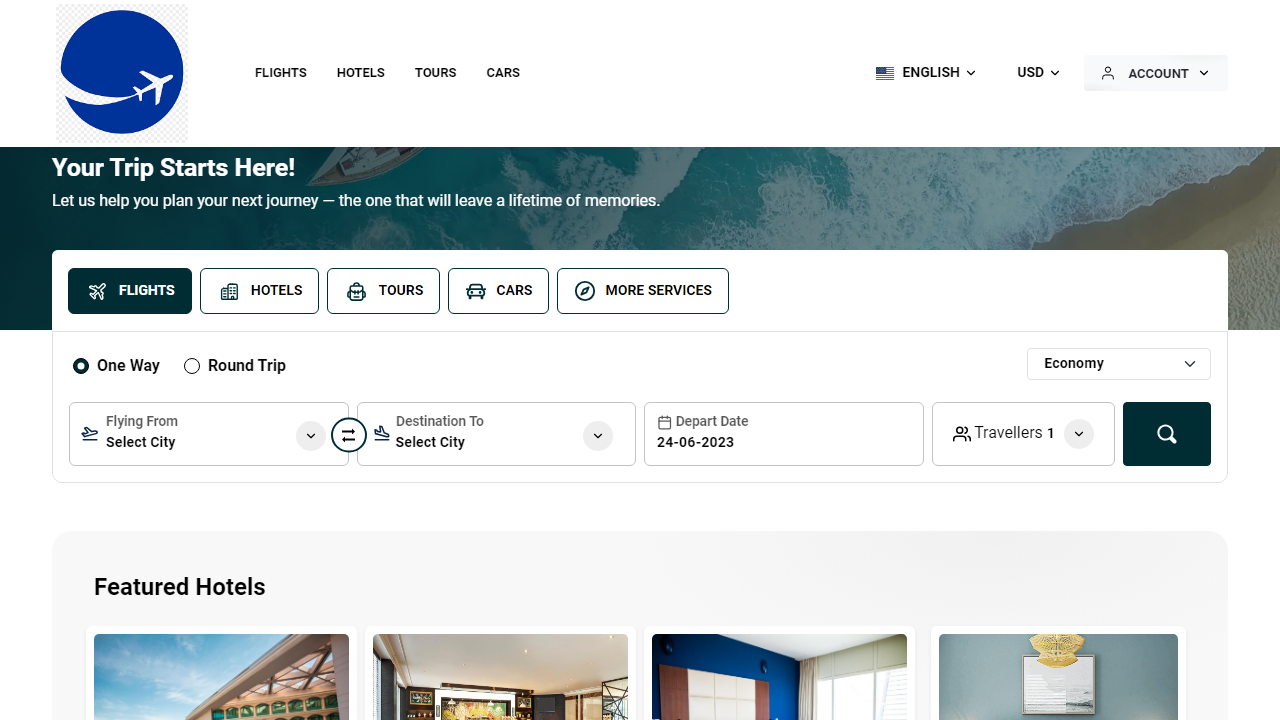 FLIGHTS HOTELS TOURS CARS ENGLISH USD ACCOUNT
Your Trip Starts Here!
Let us help you plan your next journey — the one that will leave a lifetime of memories.
FLIGHTS HOTELS TOURS CARS MORE SERVICES
One Way Round Trip Economy
Flying From Destination To Depart Date
Select City Select City 24-06-2023 Travellers 1
Featured Hotels